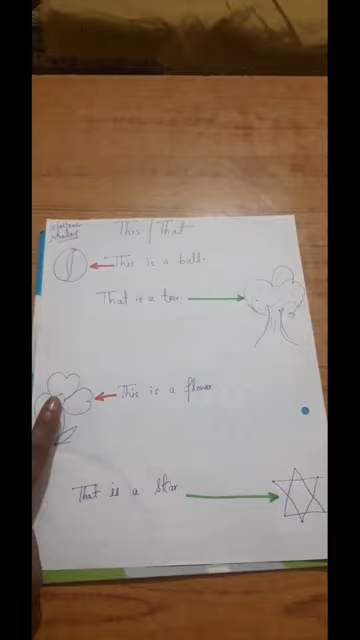 This / That
This is a ball.
That is a tree.
This is a flower
That is a star.